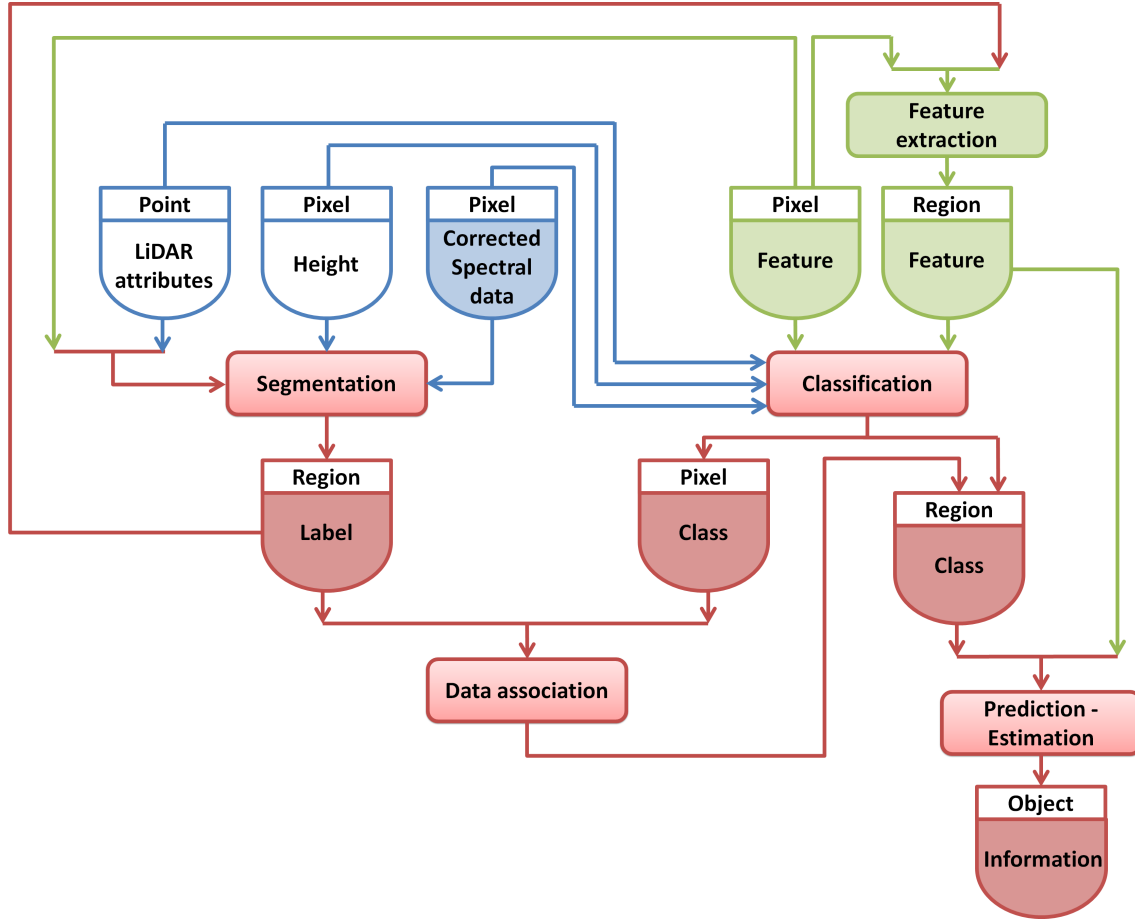 Feature
extraction
Point
LiDAR
attributes
Pixel
Height
Pixel
Corrected
Spectral
data
Pixel
Feature
Region
Feature
Segmentation
Classification
Region
Label
Pixel
Class
Region
Class
Data association
Prediction -
Estimation
Object
Information